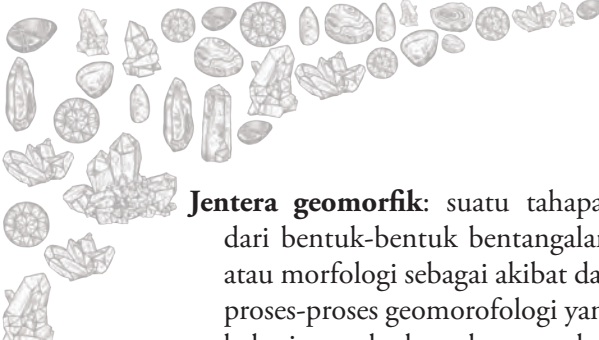 Jentera geomorfik: suatu tahapa
dari bentuk-bentuk bentangalan
atau morfologi sebagai akibat da
proses-proses geomorofologi yan